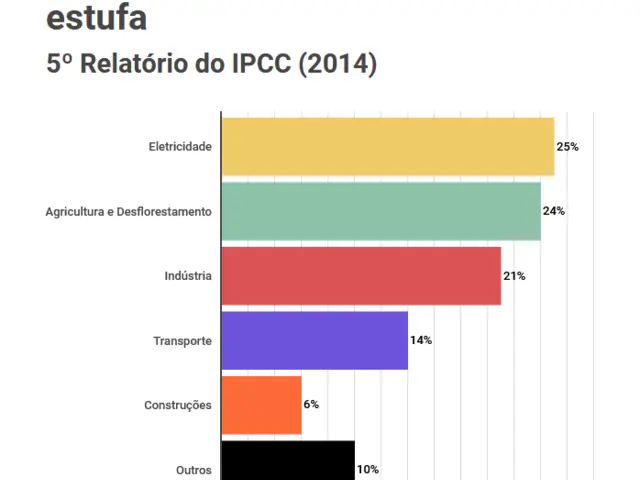 estufa
5º Relatório do IPCC (2014)
Eletricidade 25%
Agricultura e Desflorestamento 24%
Indústria 21%
Transporte 14%
Construções 6%
Outros 10%